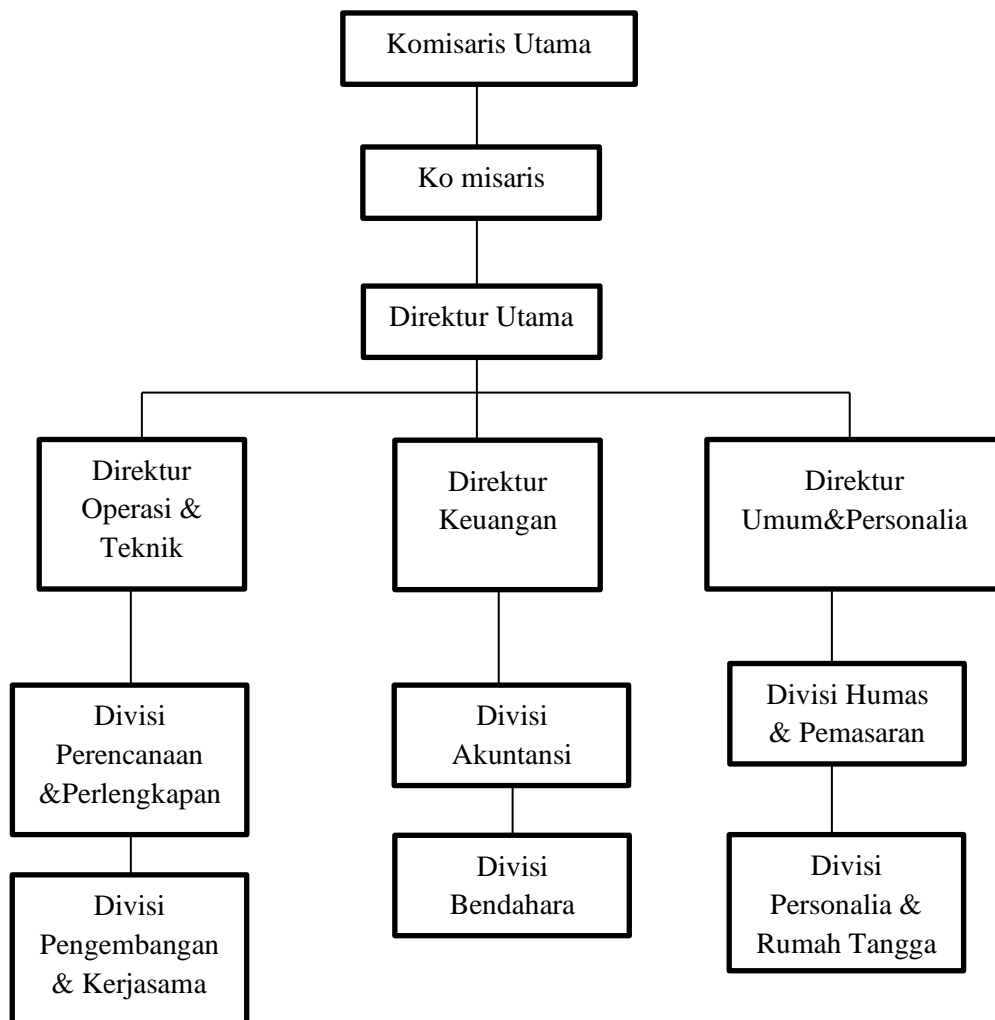 Komisaris Utama
Ko misaris
Direktur Utama
Direktur
Operasi &
Teknik
Direktur
Keuangan
Direktur
Umum&Personalia
Divisi
Perencanaan
&Perlengkapan
Divisi
Akuntansi
Divisi Humas
& Pemasaran
Divisi
Pengembangan
& Kerjasama
Divisi
Bendahara
Divisi
Personalia &
Rumah Tangga